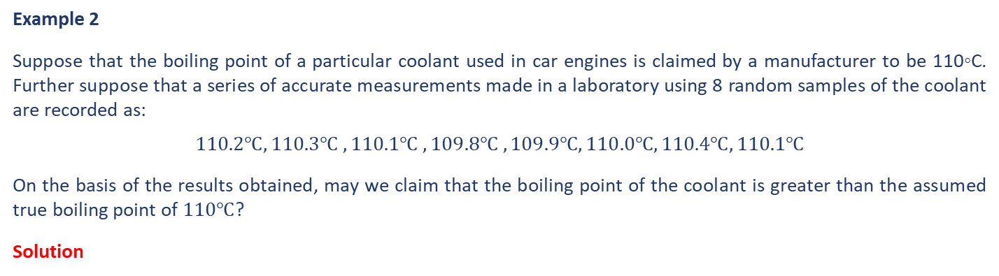 Example 2
Suppose that the boiling point of a particular coolant used in car engines is claimed by a manufacturer to be 110∘C.
Further suppose that a series of accurate measurements made in a laboratory using 8 random samples of the coolant
are recorded as:
110.2°C, 110.3°C , 110.1°C , 109.8°C , 109.9°C, 110.0°C, 110.4°C, 110.1°C
On the basis of the results obtained, may we claim that the boiling point of the coolant is greater than the assumed
true boiling point of 110°C?
Solution